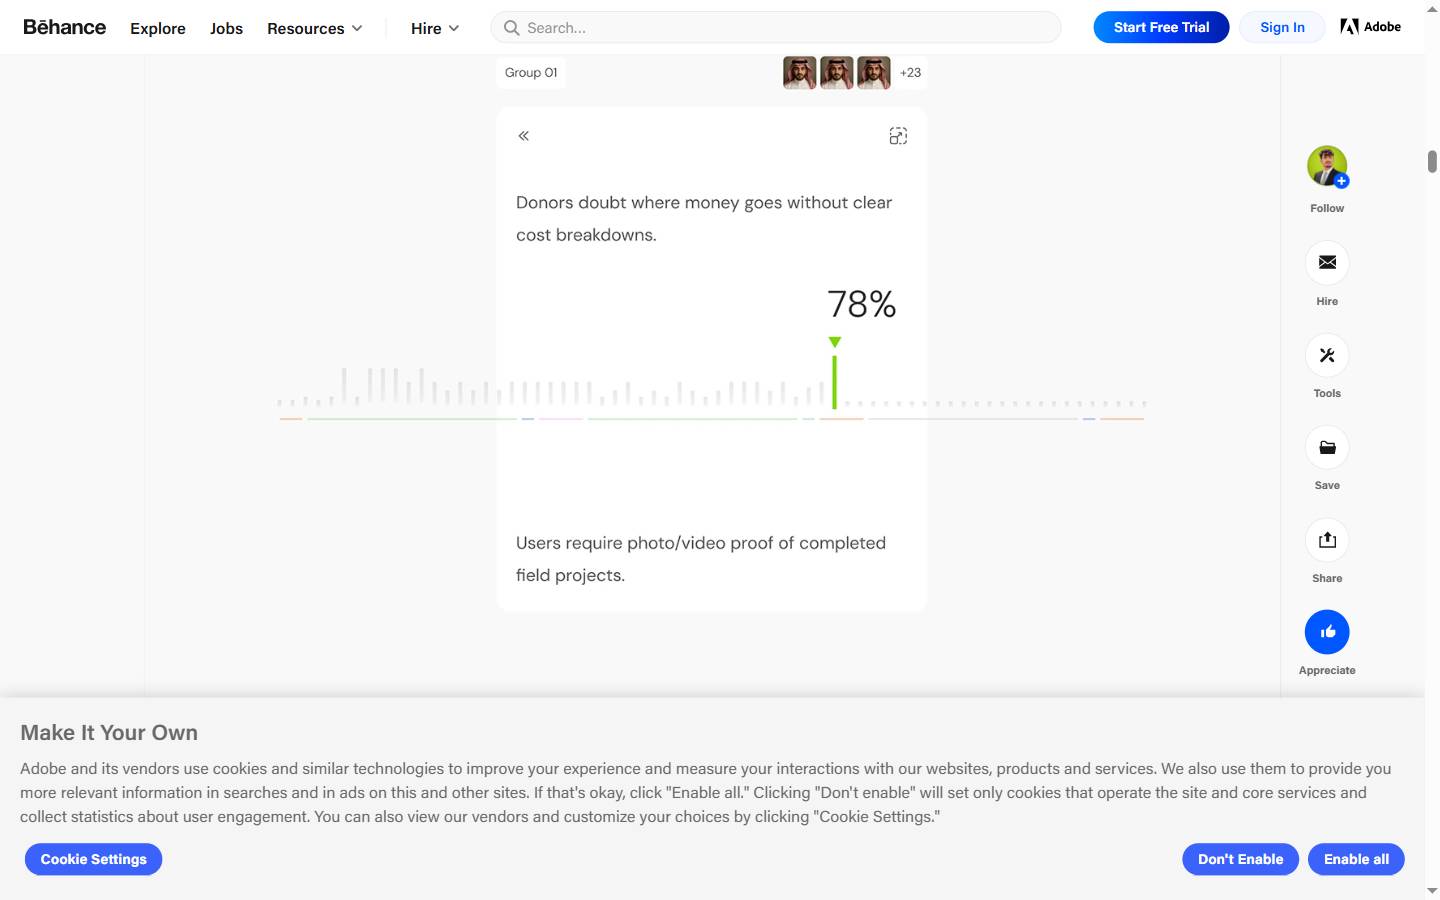 Bēhance
Explore
Jobs
Resources
Hire
Search...
Start Free Trial
Sign In
Adobe
Group 01
+23
Donors doubt where money goes without clear
cost breakdowns.
78%
Users require photo/video proof of completed
field projects.
Follow
Hire
Tools
Save
Share
Appreciate
Make It Your Own
Adobe and its vendors use cookies and similar technologies to improve your experience and measure your interactions with our websites, products and services. We also use them to provide you
more relevant information in searches and in ads on this and other sites. If that's okay, click "Enable all." Clicking "Don't enable" will set only cookies that operate the site and core services and
collect statistics about user engagement. You can also view our vendors and customize your choices by clicking "Cookie Settings."
Cookie Settings
Don't Enable
Enable all